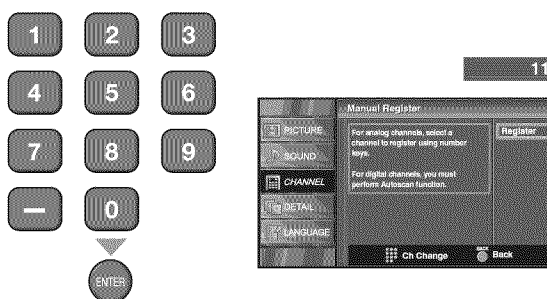 1 2 3
4 5 6
7 8 9
0
ENTER
11
Manual Register
PICTURE
SOUND
CHANNEL
DETAIL
LANGUAGE
For analog channels, select a
channel to register using number
keys.
For digital channels, you must
perform Autoscan function.
Register
Ch Change
BACK
Back